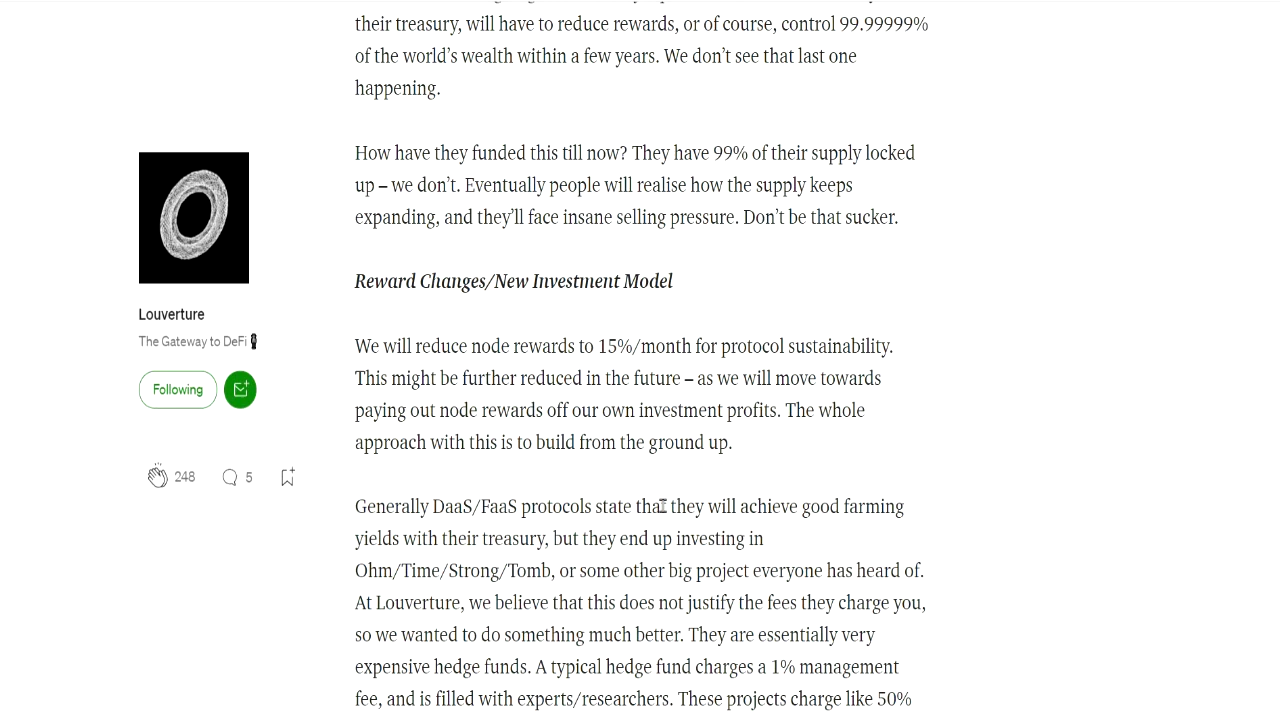 their treasury, will have to reduce rewards, or of course, control 99.99999%
of the world's wealth within a few years. We don't see that last one
happening.
How have they funded this till now? They have 99% of their supply locked
up – we don't. Eventually people will realise how the supply keeps
expanding, and they'll face insane selling pressure. Don't be that sucker.
Louverture
The Gateway to DeFi
Following
248
5
Reward Changes/New Investment Model
We will reduce node rewards to 15%/month for protocol sustainability.
This might be further reduced in the future – as we will move towards
paying out node rewards off our own investment profits. The whole
approach with this is to build from the ground up.
Generally DaaS/FaaS protocols state that they will achieve good farming
yields with their treasury, but they end up investing in
Ohm/Time/Strong/Tomb, or some other big project everyone has heard of.
At Louverture, we believe that this does not justify the fees they charge you,
so we wanted to do something much better. They are essentially very
expensive hedge funds. A typical hedge fund charges a 1% management
fee, and is filled with experts/researchers. These projects charge like 50%